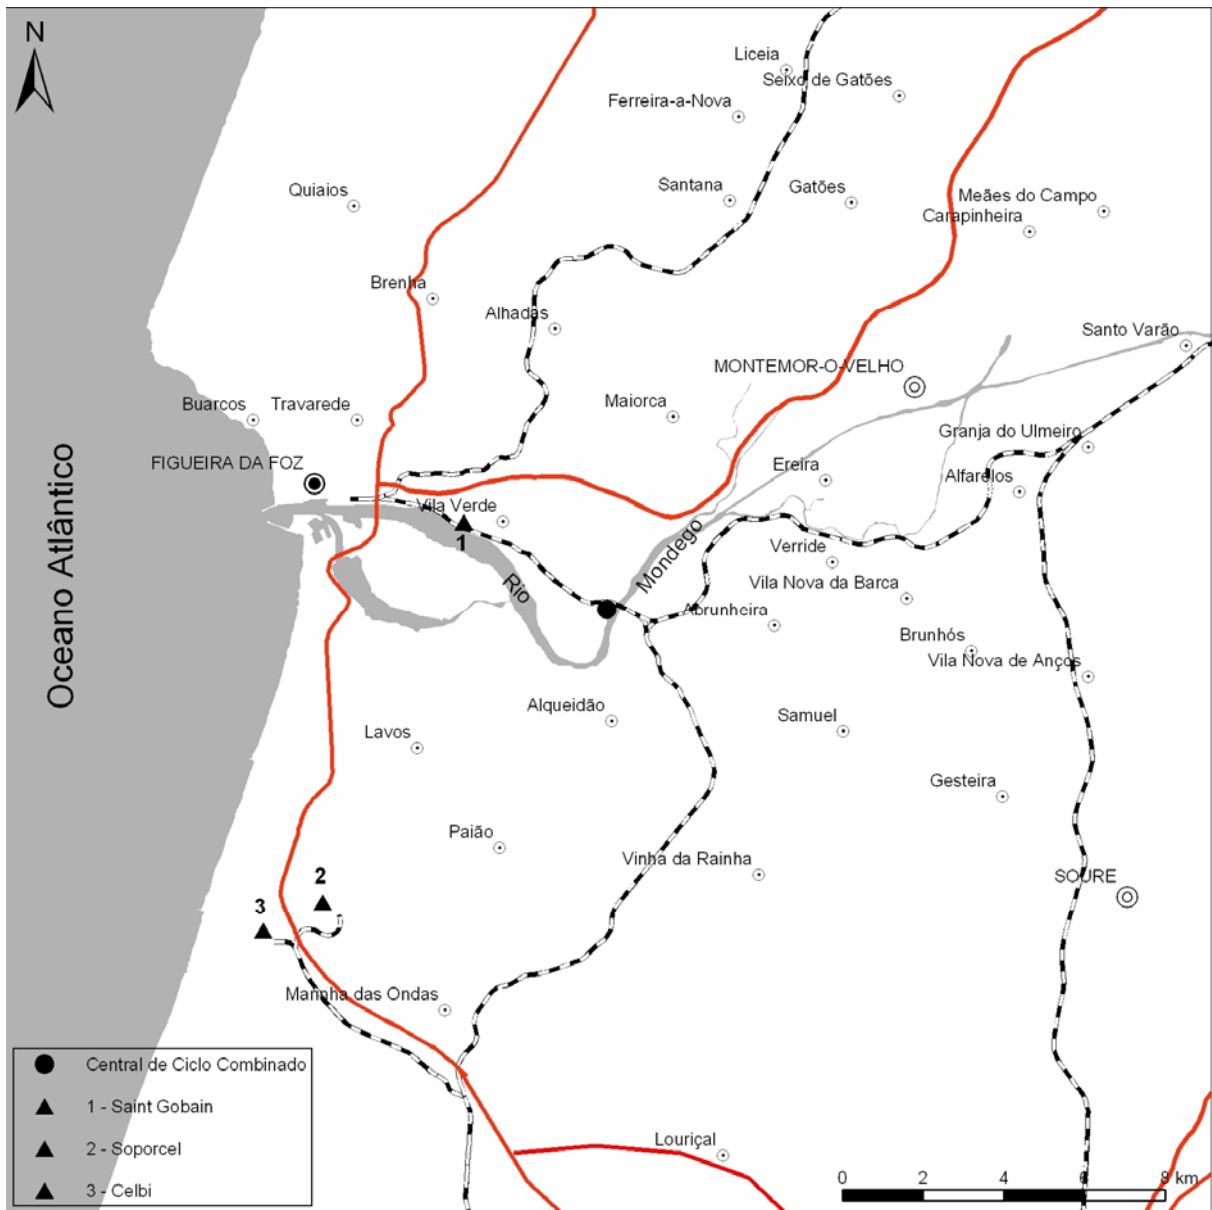 N
Liceia
Seixo de Gatões
Ferreira-a-Nova
Quiaios
Santana
Gatões
Meães do Campo
Carapinheira
Brenha
Alhadas
Santo Varão
MONTEMOR-O-VELHO
Buarcos
Travarede
Maiorca
Granja do Ulmeiro
FIGUEIRA DA FOZ
Ereira
Alfarelos
Oceano Atlântico
Vila Verde
1
Rio
Mondego
Verride
Vila Nova da Barca
Abrunheira
Brunhós
Vila Nova de Anços
Alqueidão
Samuel
Lavos
Gesteira
Paião
Vinha da Rainha
SOURE
2
3
Marinha das Ondas
Central de Ciclo Combinado
1 - Saint Gobain
2 - Soporcel
3 - Celbi
Louriçal
0 2 4 6 8 km